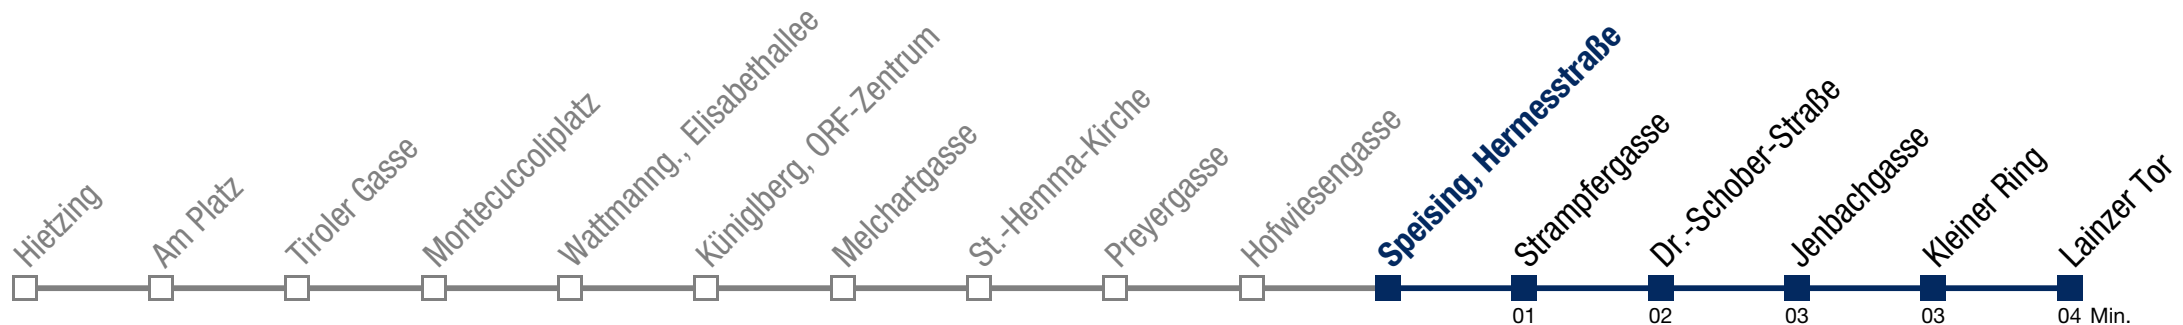 Hietzing
Am Platz
Tiroler Gasse
Montecuccoliplatz
Wattmanng., Elisabethallee
Küniglberg, ORF-Zentrum
Melchartgasse
St.-Hemma-Kirche
Preyergasse
Hofwiesengasse
Speising, Hermesstraße
Strampfergasse
Dr.-Schober-Straße
Jenbachgasse
Kleiner Ring
Lainzer Tor
01 02 03 03 04 Min.